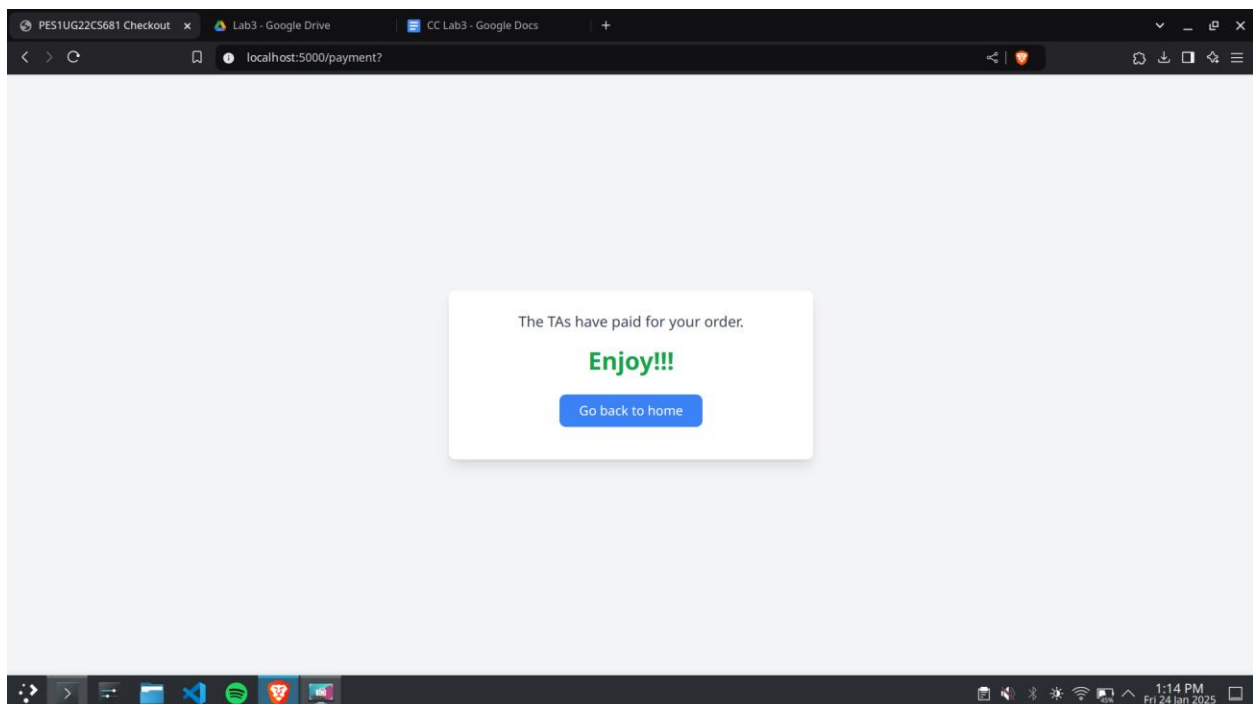 PES1UG22CS681 Checkout
Lab3 - Google Drive
CC Lab3 - Google Docs
localhost:5000/payment?
The TAs have paid for your order.
Enjoy!!!
Go back to home
45%
1:14 PM
Fri 24 Jan 2025